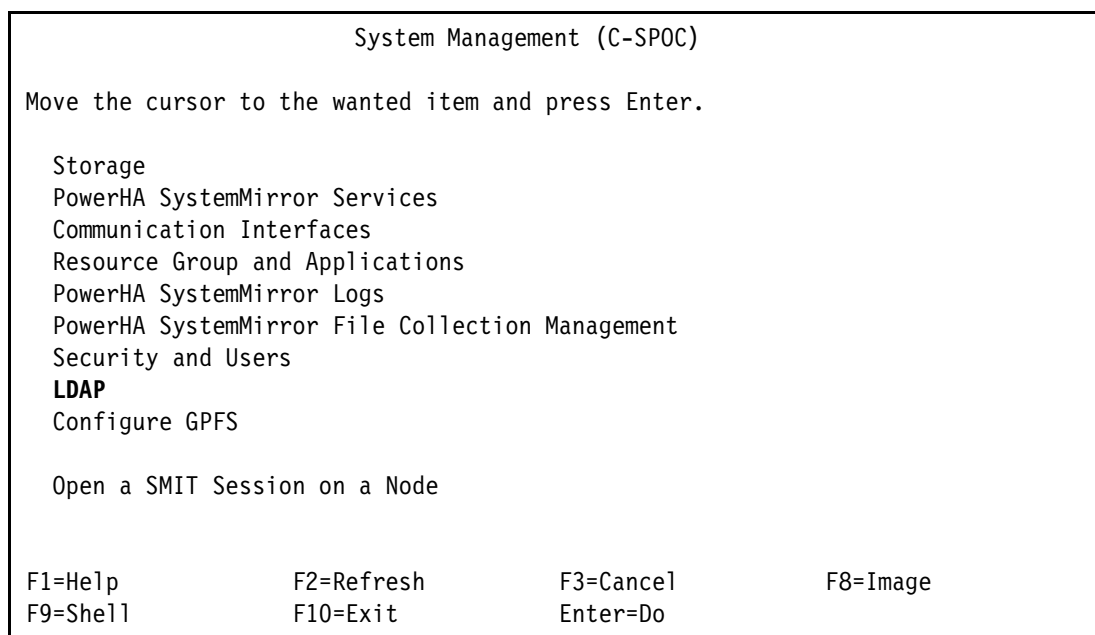 System Management (C-SPOC)
Move the cursor to the wanted item and press Enter.
Storage
PowerHA SystemMirror Services
Communication Interfaces
Resource Group and Applications
PowerHA SystemMirror Logs
PowerHA SystemMirror File Collection Management
Security and Users
LDAP
Configure GPFS
Open a SMIT Session on a Node
F1=Help F2=Refresh F3=Cancel F8=Image
F9=Shell F10=Exit Enter=Do